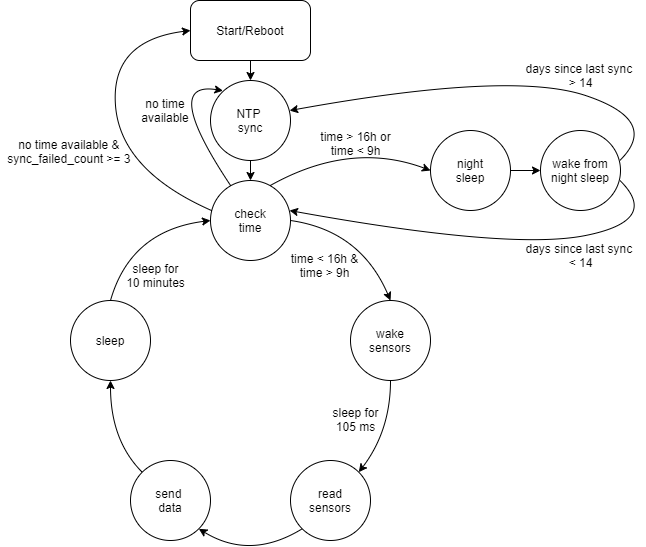 Start/Reboot
NTP
sync
no time
available
days since last sync
> 14
no time available &
sync_failed_count >= 3
time > 16h or
time < 9h
night
sleep
wake from
night sleep
check
time
days since last sync
< 14
time < 16h &
time > 9h
sleep for
10 minutes
sleep
wake
sensors
sleep for
105 ms
send
data
read
sensors